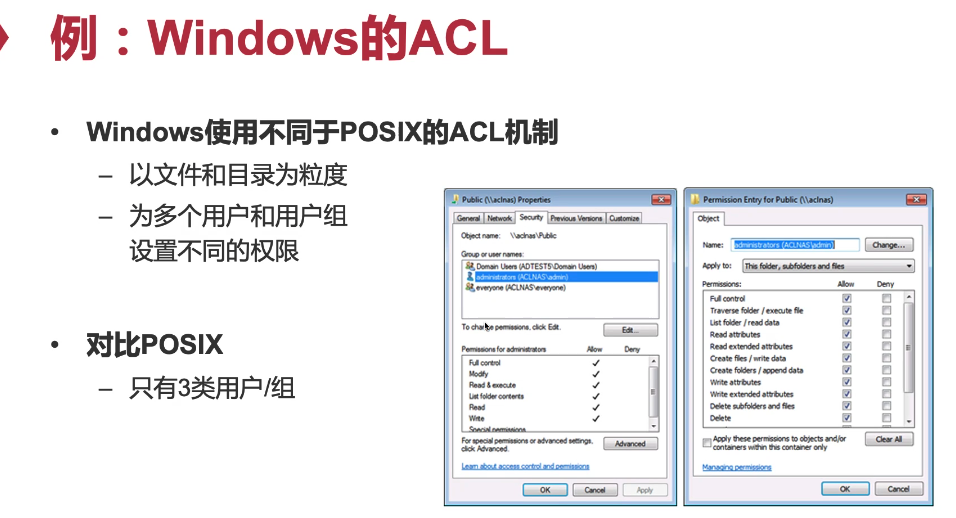 例：Windows的ACL
• Windows使用不同于POSIX的ACL机制
– 以文件和目录为粒度
– 为多个用户和用户组
设置不同的权限
• 对比POSIX
– 只有3类用户/组
Public (\\aclnas) Properties
General Network Security Previous Versions Customize
Object name: \\aclnas\Public
Group or user names:
Domain Users (ADTEST5\Domain Users)
administrators (ACLNAS\admin)
everyone (ACLNAS\everyone)
To change permissions, click Edit.
Edit...
Permissions for administrators Allow Deny
Full control
Modify
Read & execute
List folder contents
Read
Write
Special permissions
For special permissions or advanced settings,
click Advanced.
Advanced
Learn about access control and permissions
OK Cancel Apply
Permission Entry for Public (\\aclnas)
Object
Name: administrators (ACLNAS\admin) Change...
Apply to: This folder, subfolders and files
Permissions: Allow Deny
Full control
Traverse folder / execute file
List folder / read data
Read attributes
Read extended attributes
Create files / write data
Create folders / append data
Write attributes
Write extended attributes
Delete subfolders and files
Delete
Apply these permissions to objects and/or
containers within this container only
Clear All
Managing permissions
OK Cancel